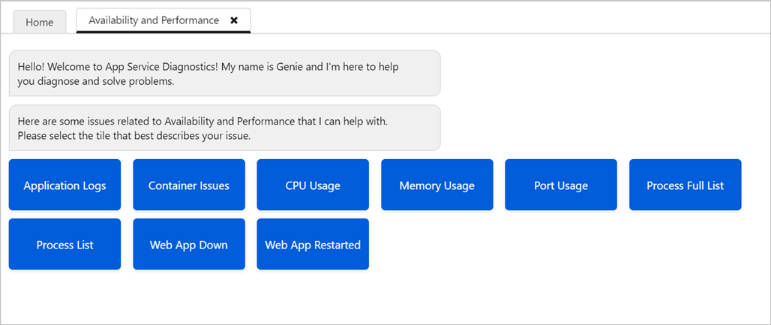 Home
Availability and Performance
Hello! Welcome to App Service Diagnostics! My name is Genie and I'm here to help
you diagnose and solve problems.
Here are some issues related to Availability and Performance that I can help with.
Please select the tile that best describes your issue.
Application Logs
Container Issues
CPU Usage
Memory Usage
Port Usage
Process Full List
Process List
Web App Down
Web App Restarted